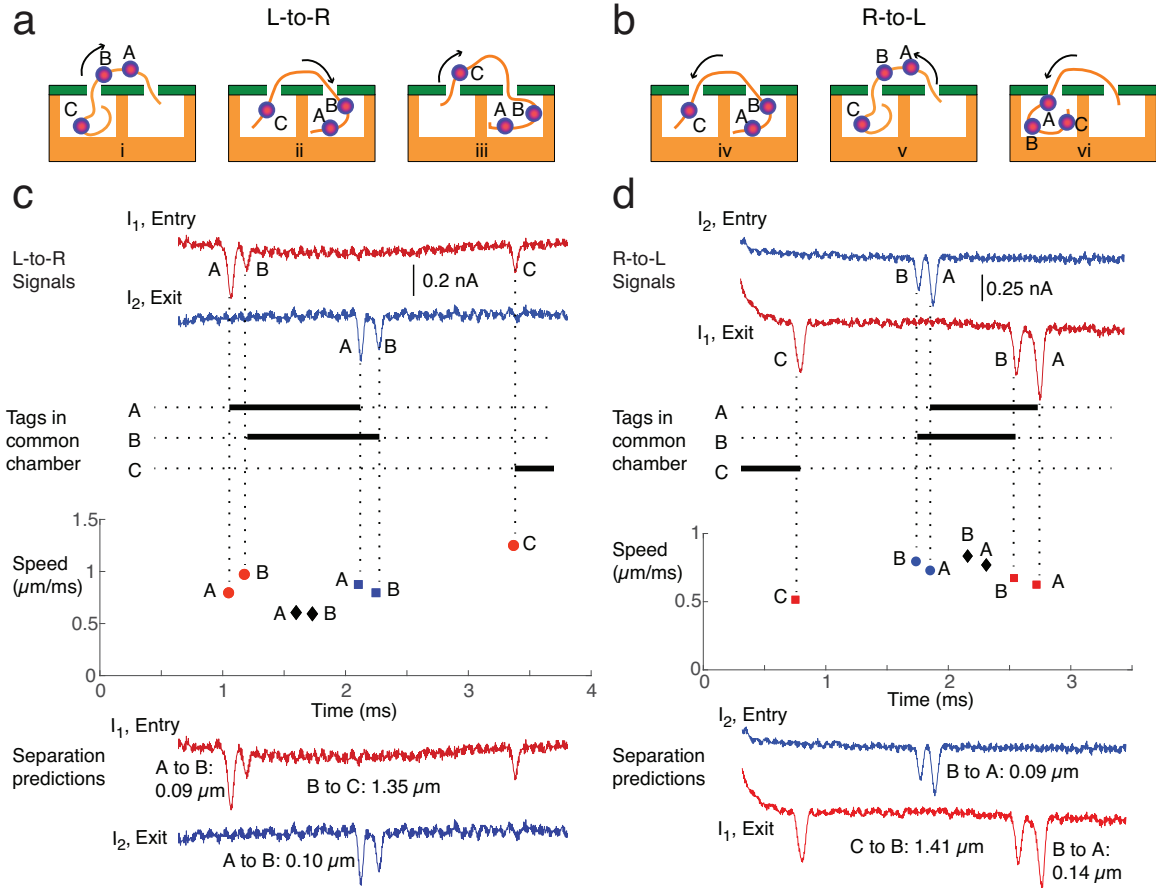 a
L-to-R
B
A
C
i
A
B
C
ii
C
A
B
iii
b
R-to-L
C
A
B
iv
B
A
C
v
A
B
C
vi
c
I1, Entry
L-to-R
Signals
A
B
C
0.2 nA
I2, Exit
A
B
Tags in
common
chamber
A
B
C
1.5
1
0.5
0
Speed
(µm/ms)
A
B
A
B
A
B
C
0
1
2
3
4
Time (ms)
Separation
predictions
I1, Entry
A to B:
0.09 µm
B to C: 1.35 µm
I2, Exit
A to B: 0.10 µm
d
I2, Entry
R-to-L
Signals
B
A
0.25 nA
I1, Exit
C
B
A
Tags in
common
chamber
A
B
C
1
0.5
0
Speed
(µm/ms)
C
B
A
B
A
B
A
0
1
2
3
Time (ms)
Separation
predictions
I2, Entry
B to A: 0.09 µm
I1, Exit
C to B: 1.41 µm
B to A:
0.14 µm